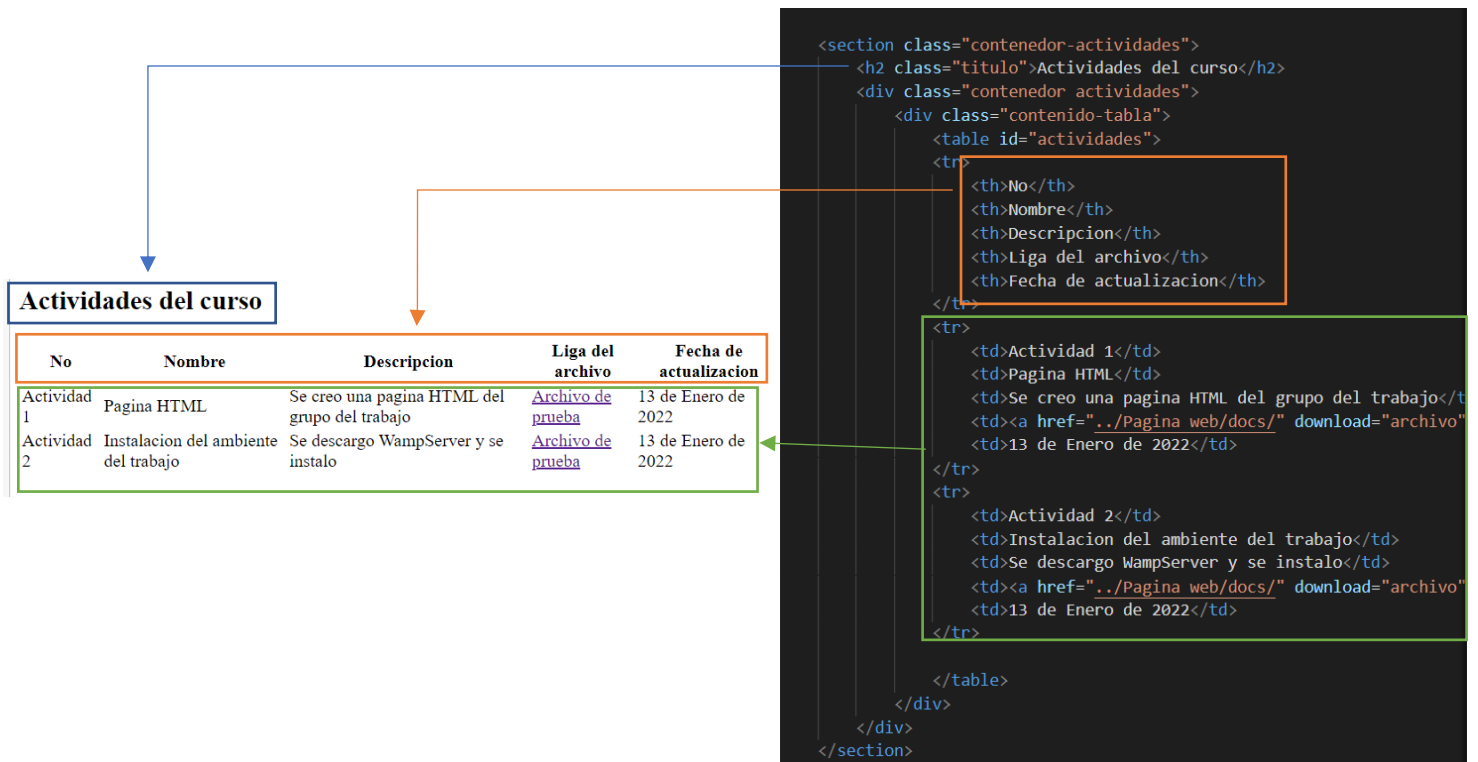 Actividades del curso
No Nombre Descripcion Liga del archivo Fecha de actualizacion
Actividad 1 Pagina HTML Se creo una pagina HTML del grupo del trabajo Archivo de prueba 13 de Enero de 2022
Actividad 2 Instalacion del ambiente del trabajo Se descargo WampServer y se instalo Archivo de prueba 13 de Enero de 2022
<section class="contenedor-actividades">
<h2 class="titulo">Actividades del curso</h2>
<div class="contenedor actividades">
<div class="contenido-tabla">
<table id="actividades">
<tr>
<th>No</th>
<th>Nombre</th>
<th>Descripcion</th>
<th>Liga del archivo</th>
<th>Fecha de actualizacion</th>
</tr>
<tr>
<td>Actividad 1</td>
<td>Pagina HTML</td>
<td>Se creo una pagina HTML del grupo del trabajo</t
<td><a href="../Pagina web/docs/" download="archivo"
<td>13 de Enero de 2022</td>
</tr>
<tr>
<td>Actividad 2</td>
<td>Instalacion del ambiente del trabajo</td>
<td>Se descargo WampServer y se instalo</td>
<td><a href="../Pagina web/docs/" download="archivo"
<td>13 de Enero de 2022</td>
</tr>
</table>
</div>
</div>
</section>